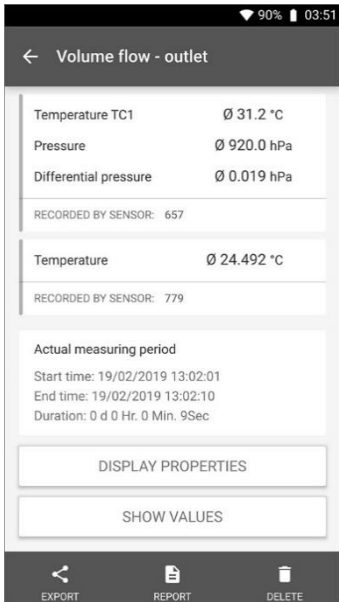 90% 03:51
Volume flow - outlet
Temperature TC1 Ø 31.2 °C
Pressure Ø 920.0 hPa
Differential pressure Ø 0.019 hPa
RECORDED BY SENSOR: 657
Temperature Ø 24.492 °C
RECORDED BY SENSOR: 779
Actual measuring period
Start time: 19/02/2019 13:02:01
End time: 19/02/2019 13:02:10
Duration: 0 d 0 Hr. 0 Min. 9Sec
DISPLAY PROPERTIES
SHOW VALUES
EXPORT REPORT DELETE